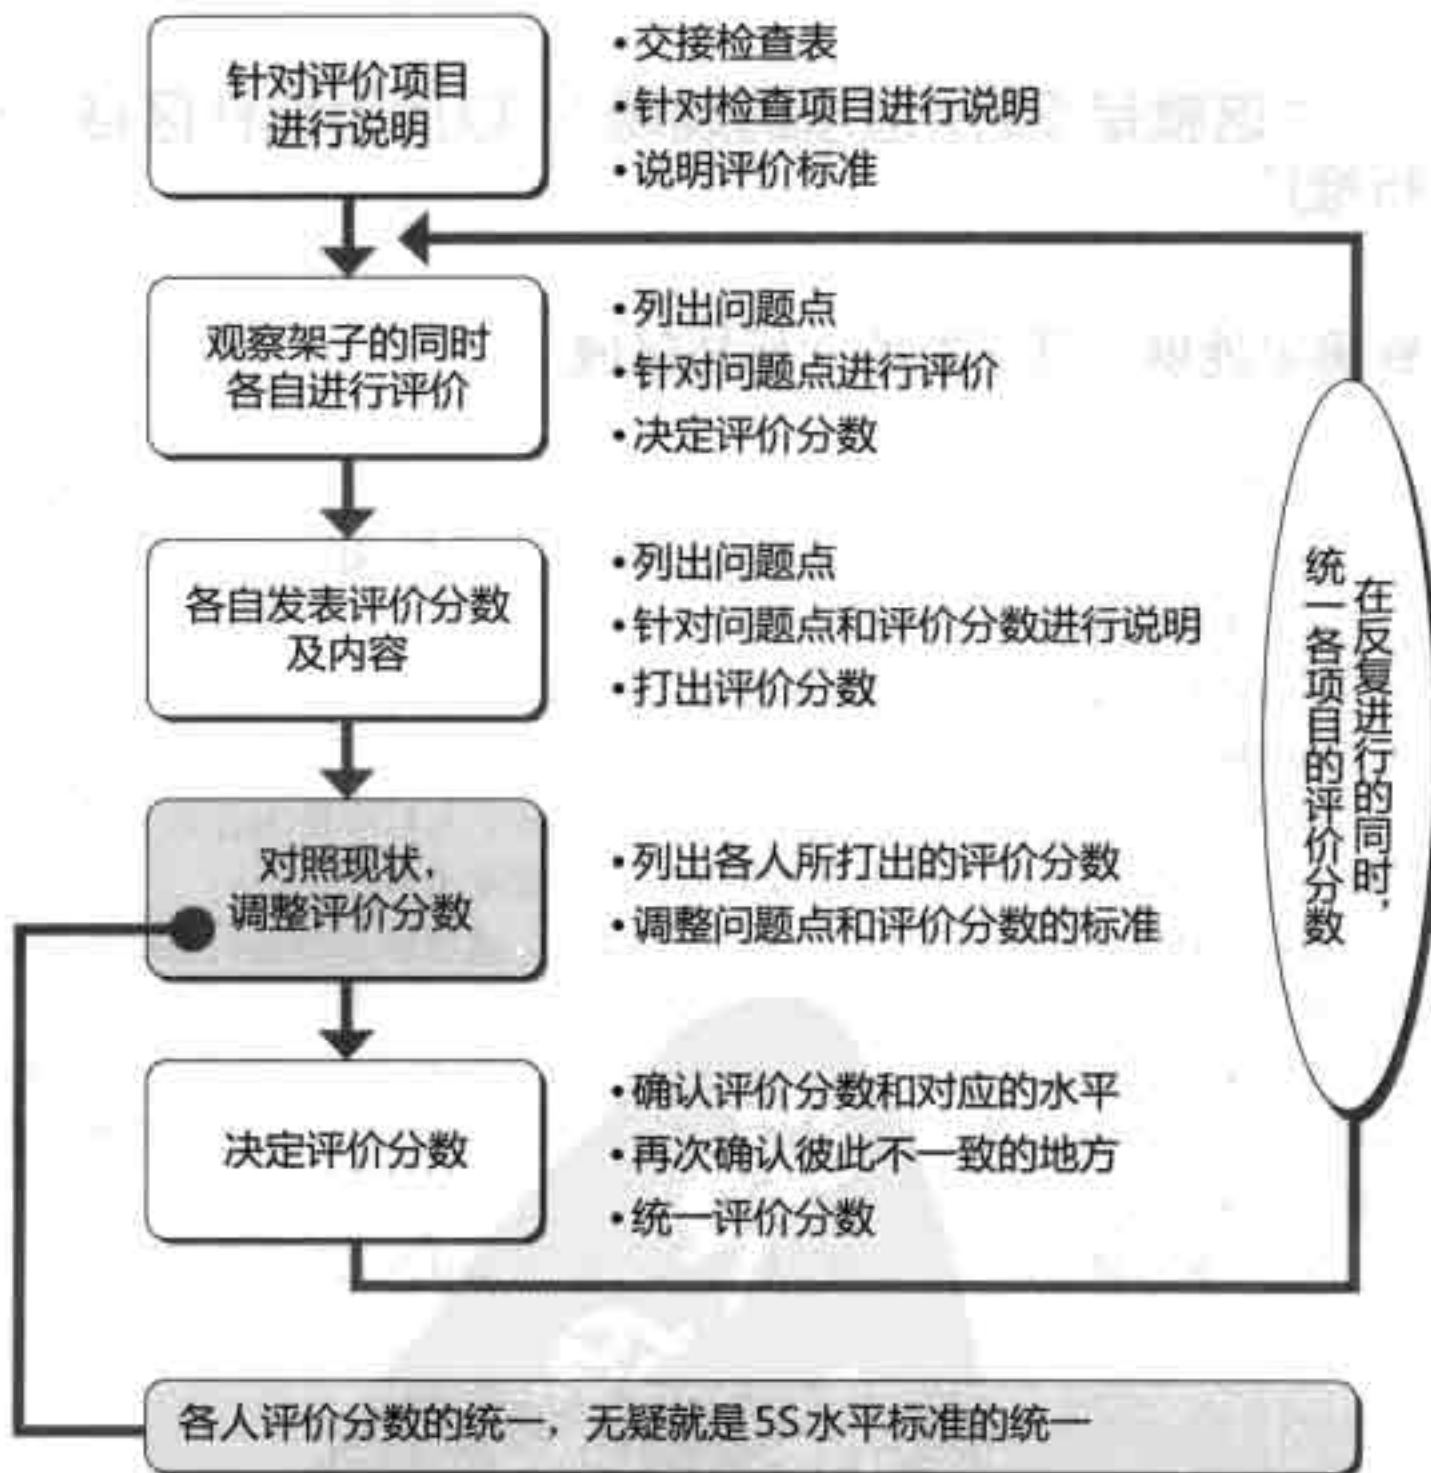 针对评价项目
进行说明
•交接检查表
•针对检查项目进行说明
•说明评价标准
观察架子的同时
各自进行评价
•列出问题点
•针对问题点进行评价
•决定评价分数
各自发表评价分数
及内容
•列出问题点
•针对问题点和评价分数进行说明
•打出评价分数
对照现状，
调整评价分数
•列出各人所打出的评价分数
•调整问题点和评价分数的标准
决定评价分数
•确认评价分数和对应的水平
•再次确认彼此不一致的地方
•统一评价分数
在反复进行的同时，
统一各项目的评价分数
各人评价分数的统一，无疑就是5S水平标准的统一